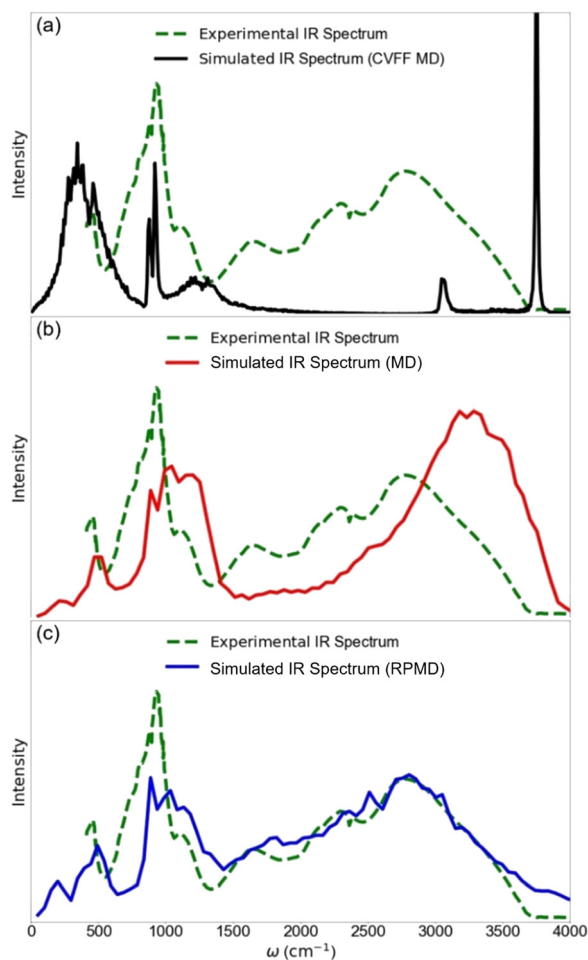 (a)
Experimental IR Spectrum
Simulated IR Spectrum (CVFF MD)
Intensity
(b)
Experimental IR Spectrum
Simulated IR Spectrum (MD)
Intensity
(c)
Experimental IR Spectrum
Simulated IR Spectrum (RPMD)
Intensity
0 500 1000 1500 2000 2500 3000 3500 4000
ω (cm⁻¹)